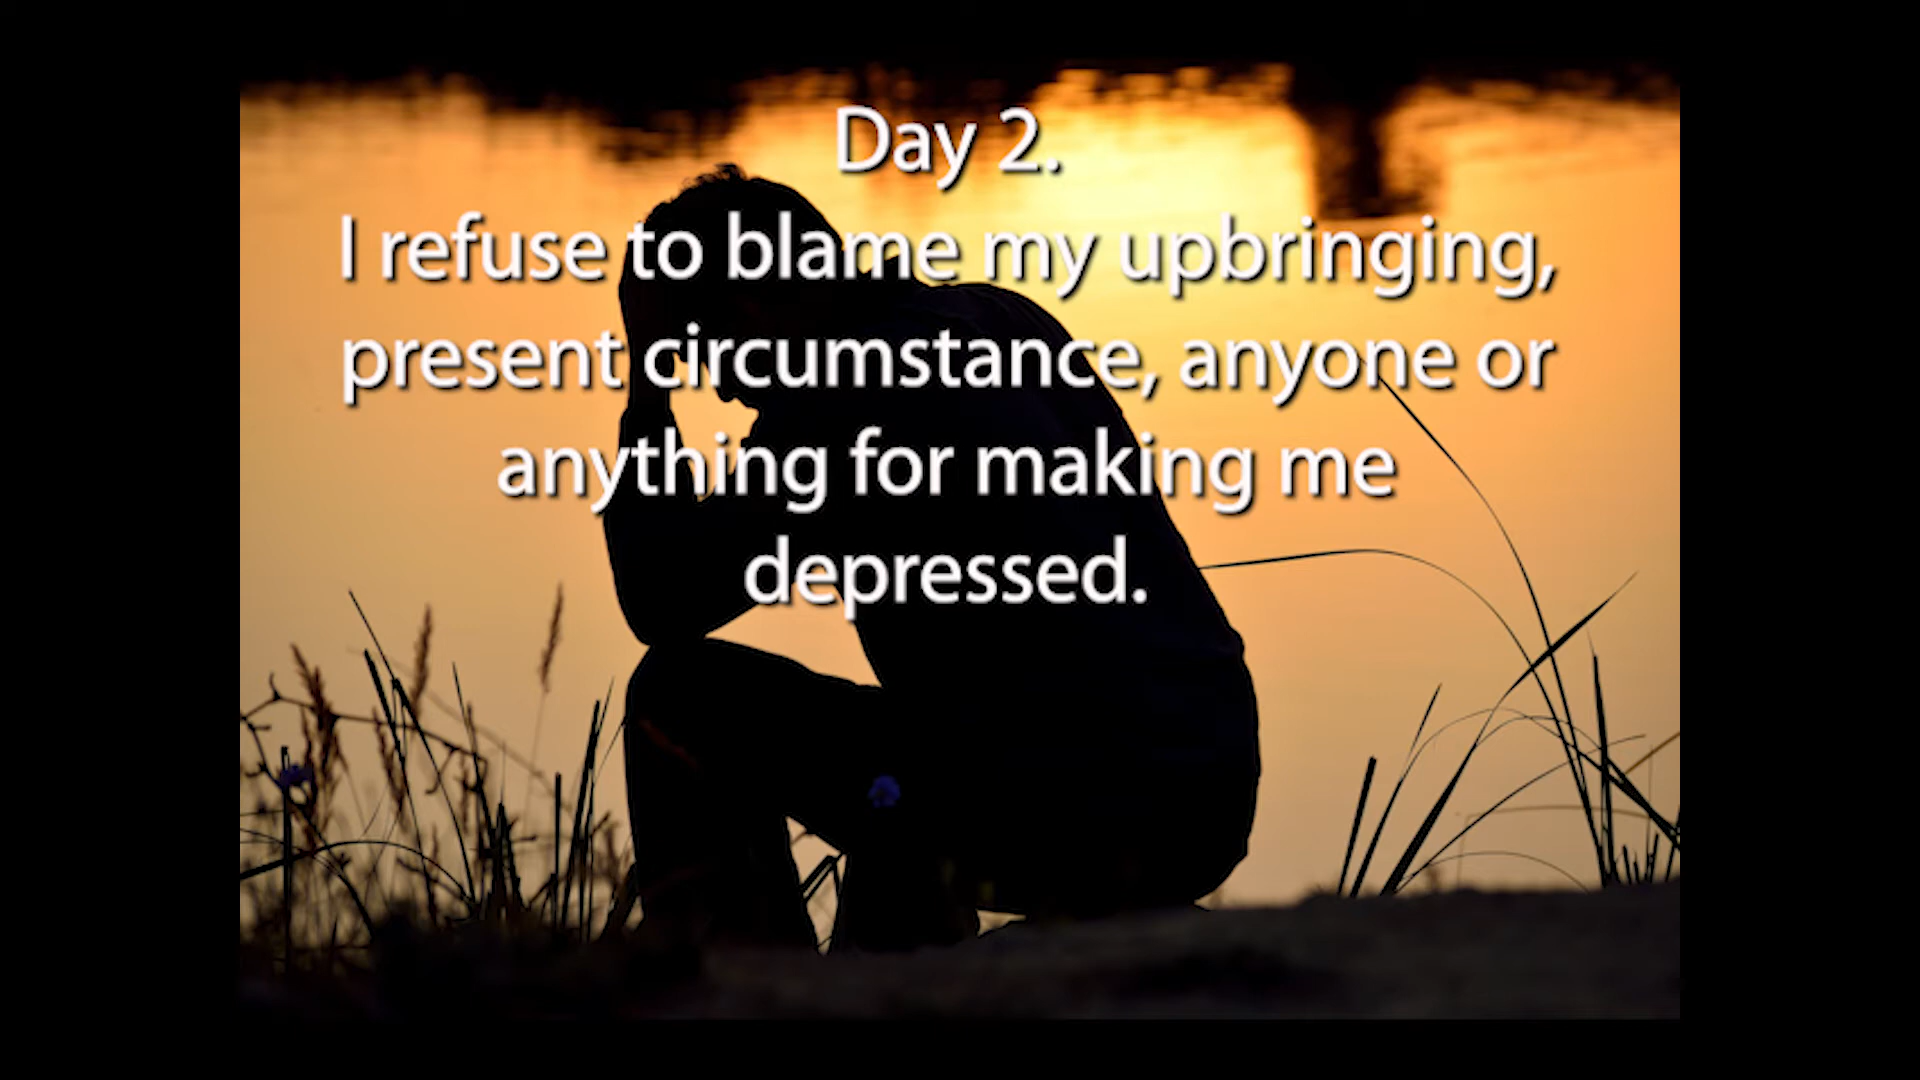 Day 2.
I refuse to blame my upbringing,
present circumstance, anyone or
anything for making me
depressed.